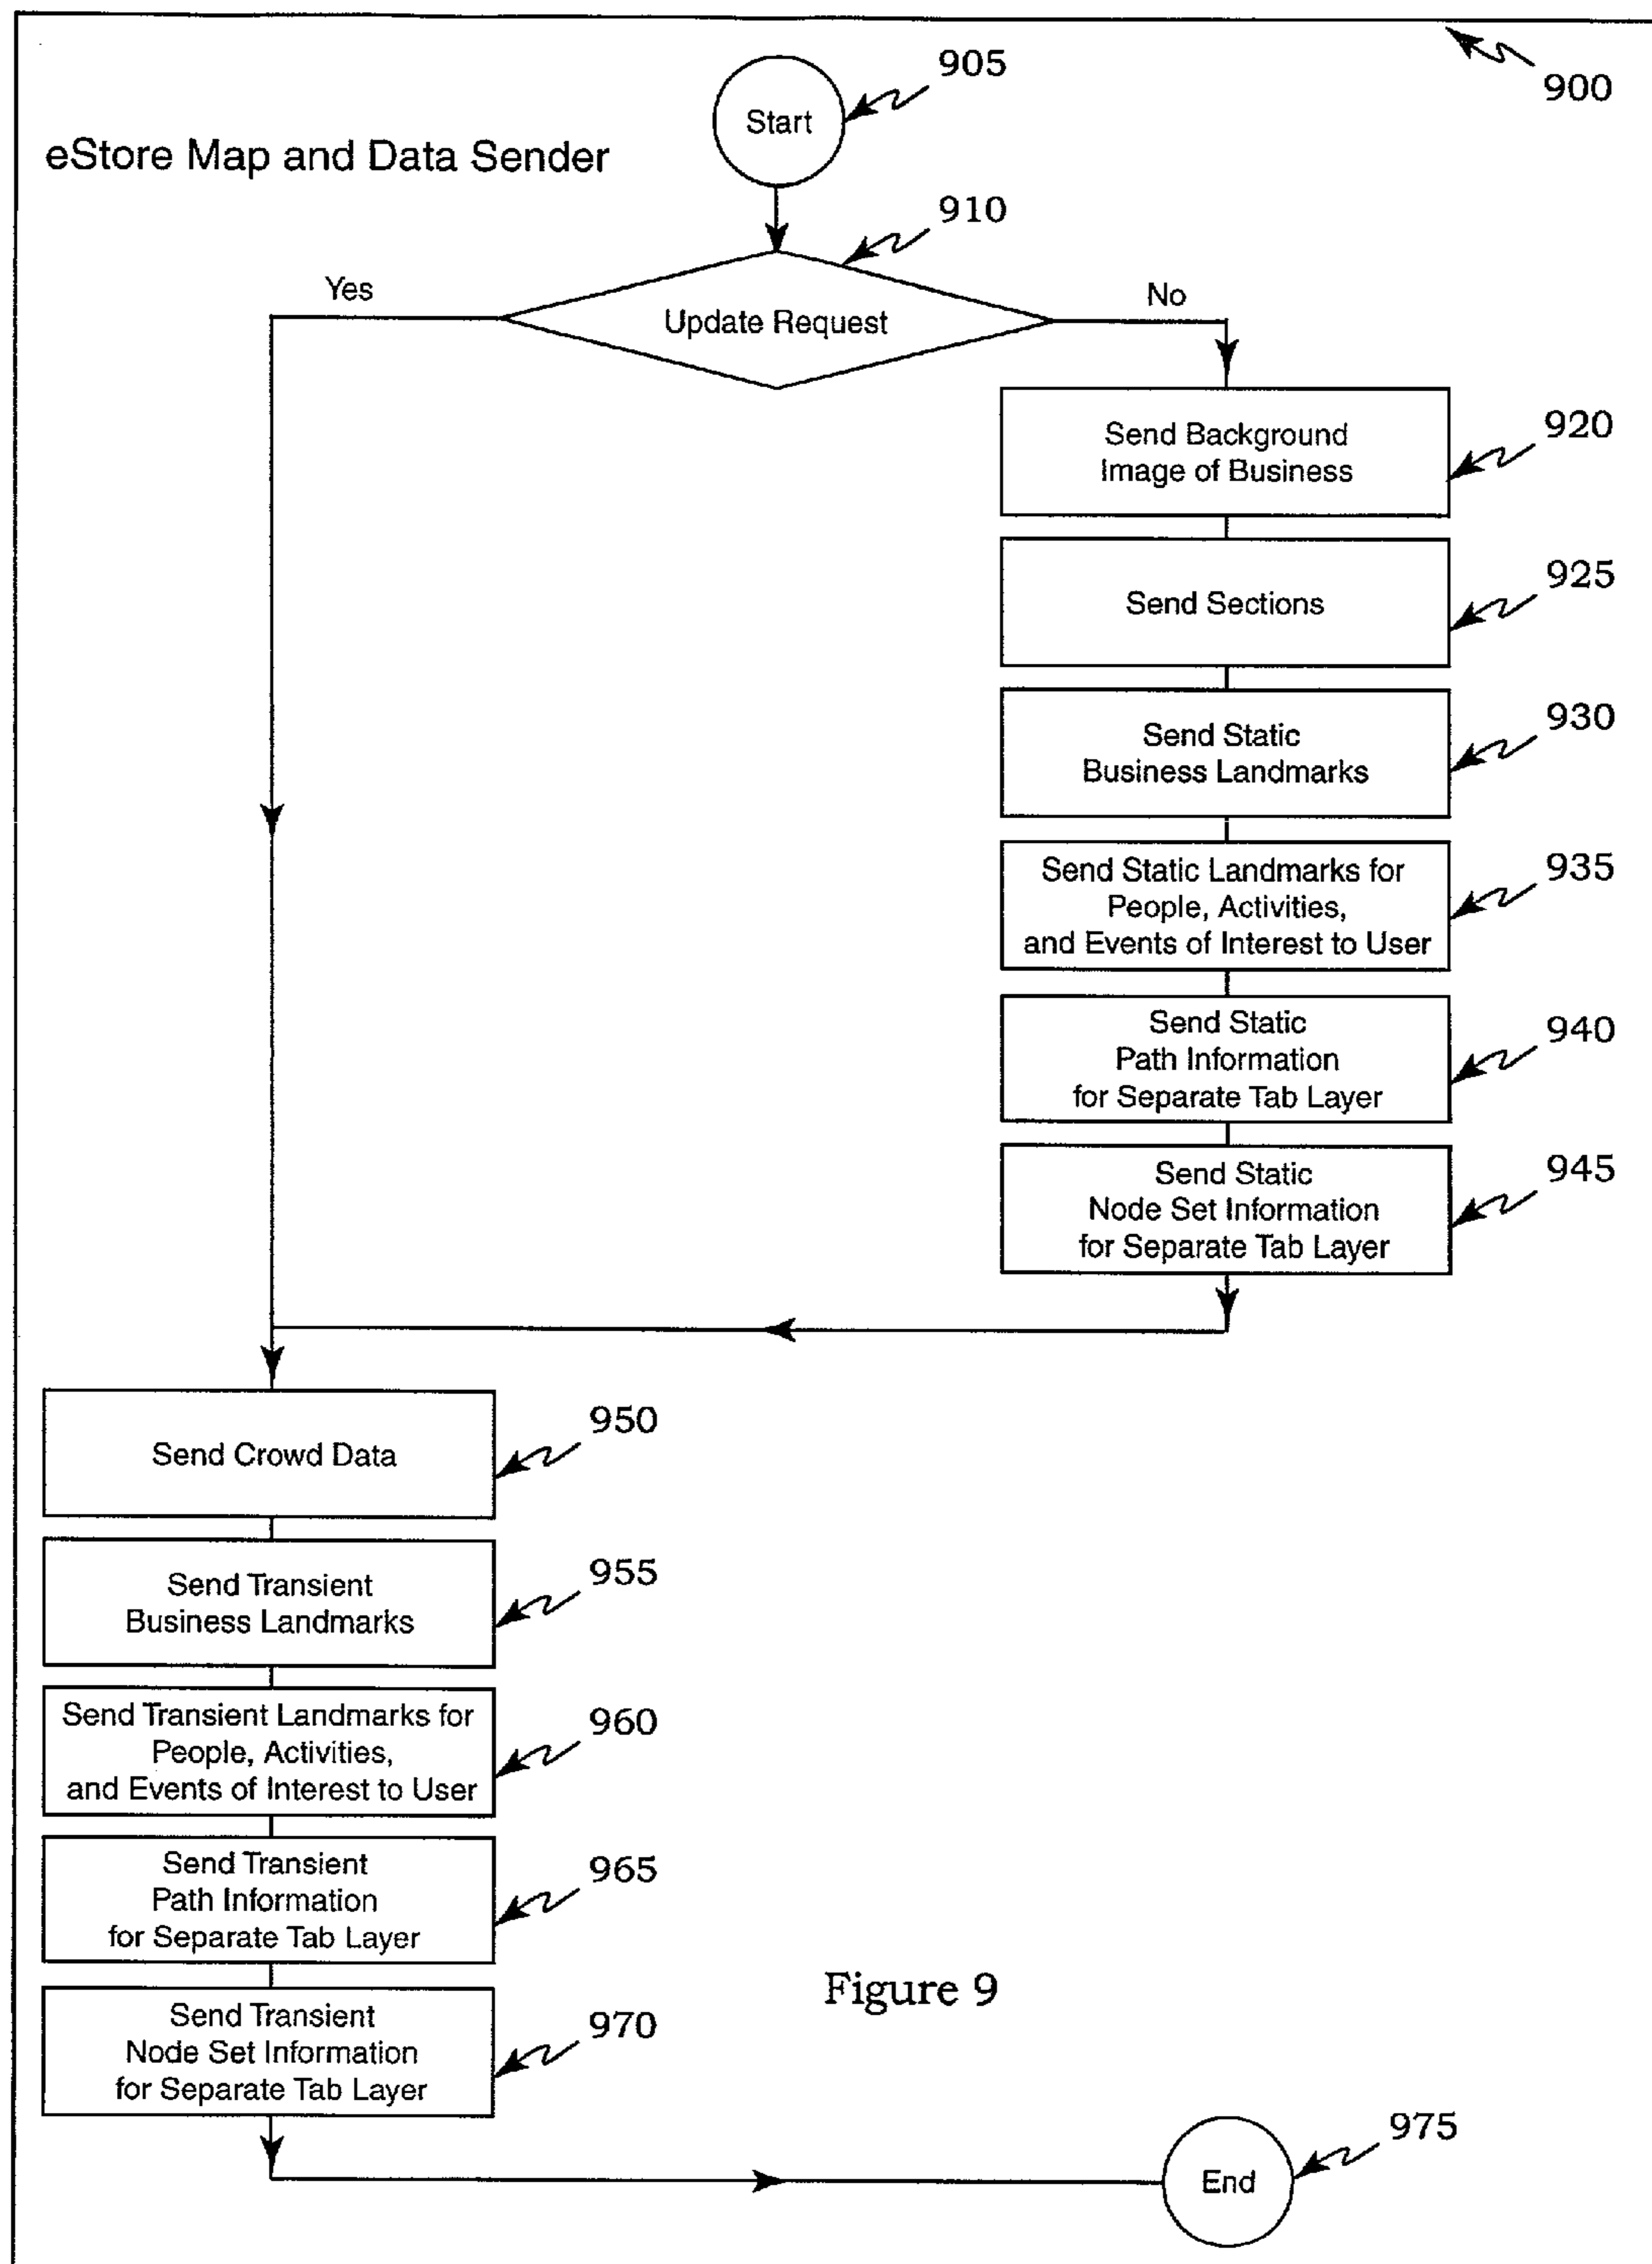 900
905
Start
eStore Map and Data Sender
910
Yes
No
Update Request
920
Send Background
Image of Business
925
Send Sections
930
Send Static
Business Landmarks
935
Send Static Landmarks for
People, Activities,
and Events of Interest to User
940
Send Static
Path Information
for Separate Tab Layer
945
Send Static
Node Set Information
for Separate Tab Layer
950
Send Crowd Data
955
Send Transient
Business Landmarks
960
Send Transient Landmarks for
People, Activities,
and Events of Interest to User
965
Send Transient
Path Information
for Separate Tab Layer
Figure 9
970
Send Transient
Node Set Information
for Separate Tab Layer
975
End